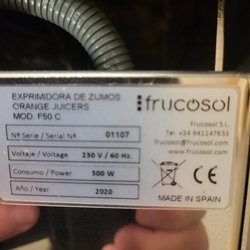 EXPRIMIDORA DE ZUMOS
ORANGE JUICERS
MOD. F50 C
frucosol
Frucosol S.L.
Tel. +34 941147653
frucosol@frucosol.com
www.frucosol.com
Nº Serie / Serial Nº 01107
Voltaje / Voltage 230 V / 60 Hz.
Consumo / Power 300 W
Año / Year 2020
CE
MADE IN SPAIN